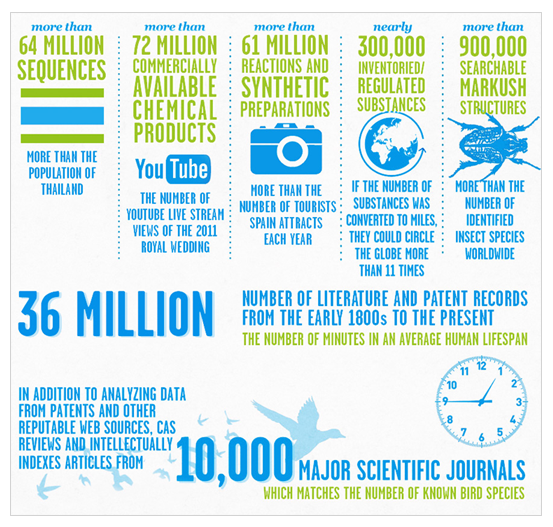 more than
64 MILLION
SEQUENCES
MORE THAN THE
POPULATION OF
THAILAND
more than
72 MILLION
COMMERCIALLY
AVAILABLE
CHEMICAL
PRODUCTS
YouTube
THE NUMBER OF
YOUTUBE LIVE STREAM
VIEWS OF THE 2011
ROYAL WEDDING
more than
61 MILLION
REACTIONS AND
SYNTHETIC
PREPARATIONS
MORE THAN THE
NUMBER OF TOURISTS
SPAIN ATTRACTS
EACH YEAR
nearly
300,000
INVENTORIED/
REGULATED
SUBSTANCES
IF THE NUMBER OF
SUBSTANCES WAS
CONVERTED TO MILES,
THEY COULD CIRCLE
THE GLOBE MORE
THAN 11 TIMES
more than
900,000
SEARCHABLE
MARKUSH
STRUCTURES
MORE THAN THE
NUMBER OF
IDENTIFIED
INSECT SPECIES
WORLDWIDE
36 MILLION
NUMBER OF LITERATURE AND PATENT RECORDS
FROM THE EARLY 1800s TO THE PRESENT
THE NUMBER OF MINUTES IN AN AVERAGE HUMAN LIFESPAN
12
1
2
3
4
5
6
7
8
9
10
11
IN ADDITION TO ANALYZING DATA
FROM PATENTS AND OTHER
REPUTABLE WEB SOURCES, CAS
REVIEWS AND INTELLECTUALLY
INDEXES ARTICLES FROM
10,000 MAJOR SCIENTIFIC JOURNALS
WHICH MATCHES THE NUMBER OF KNOWN BIRD SPECIES